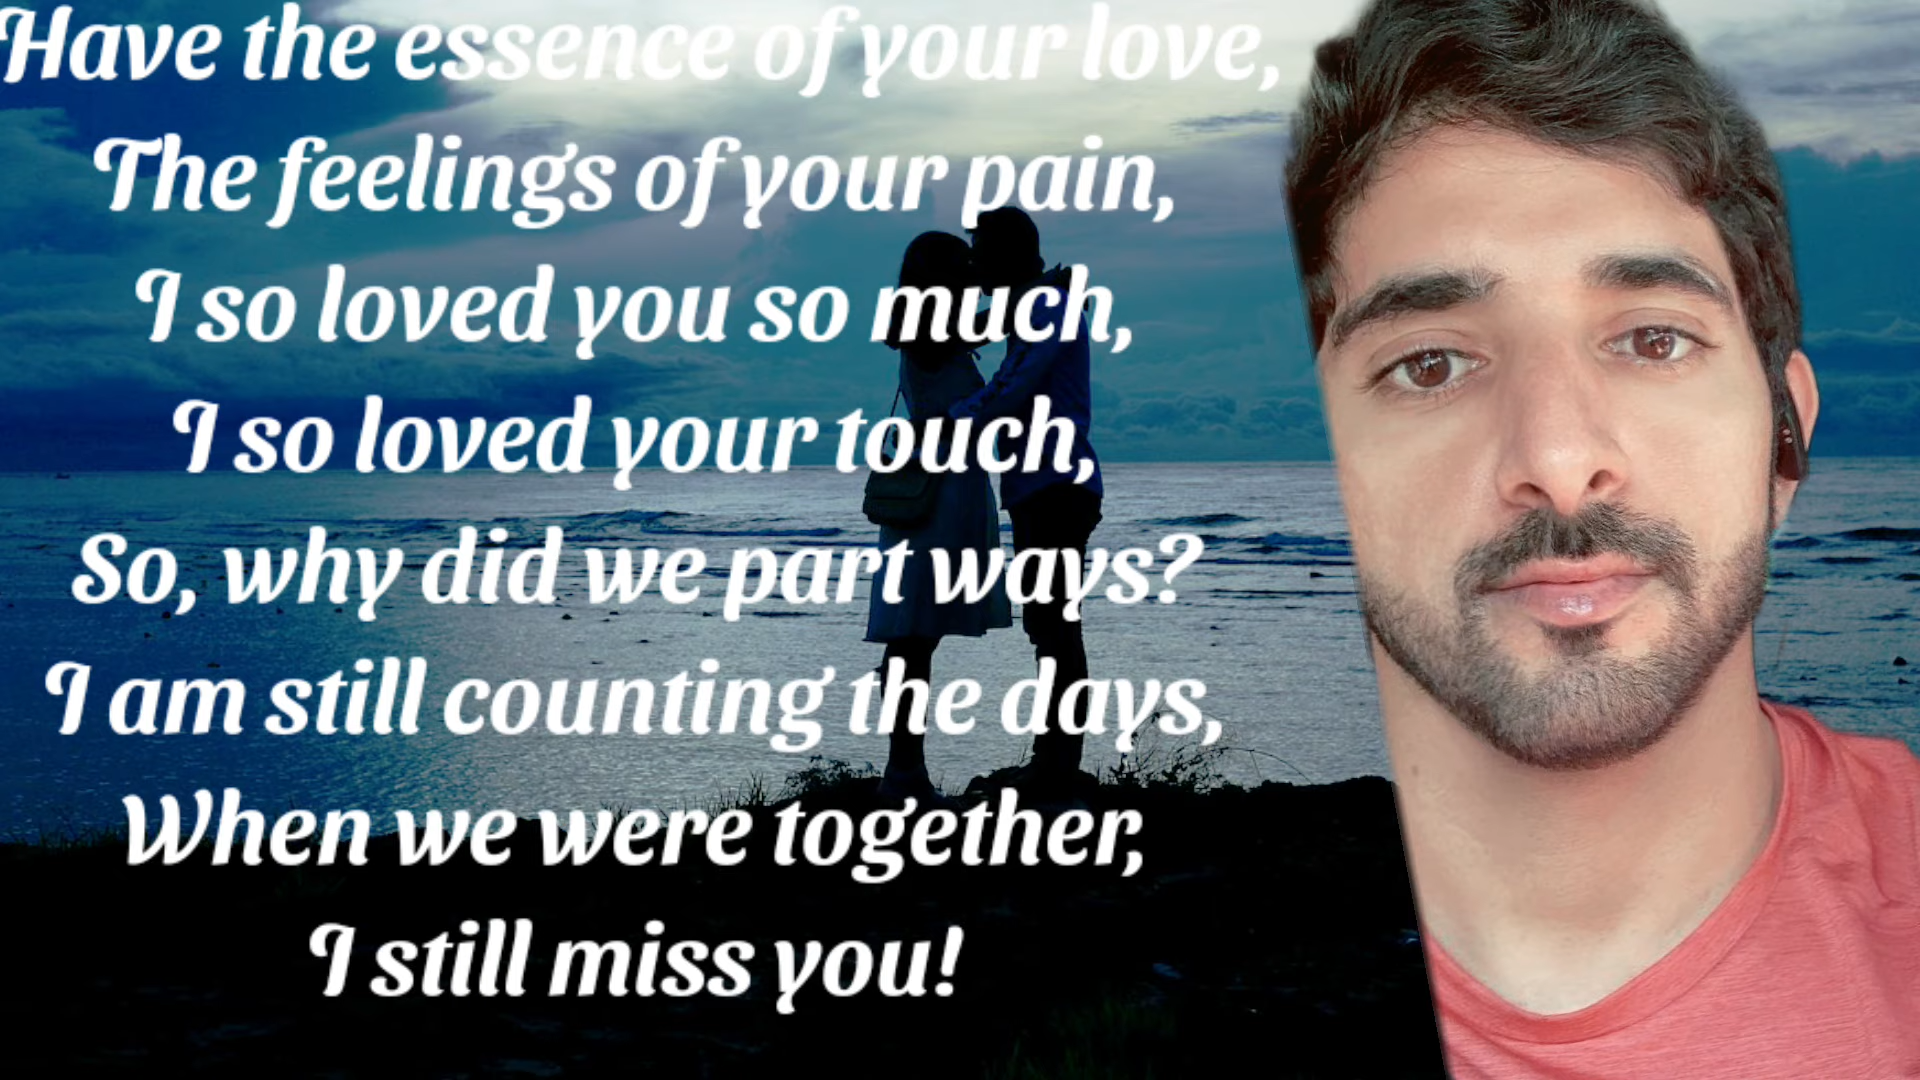 Have the essence of your love,
The feelings of your pain,
I so loved you so much,
I so loved your touch,
So, why did we part ways?
I am still counting the days,
When we were together,
I still miss you!